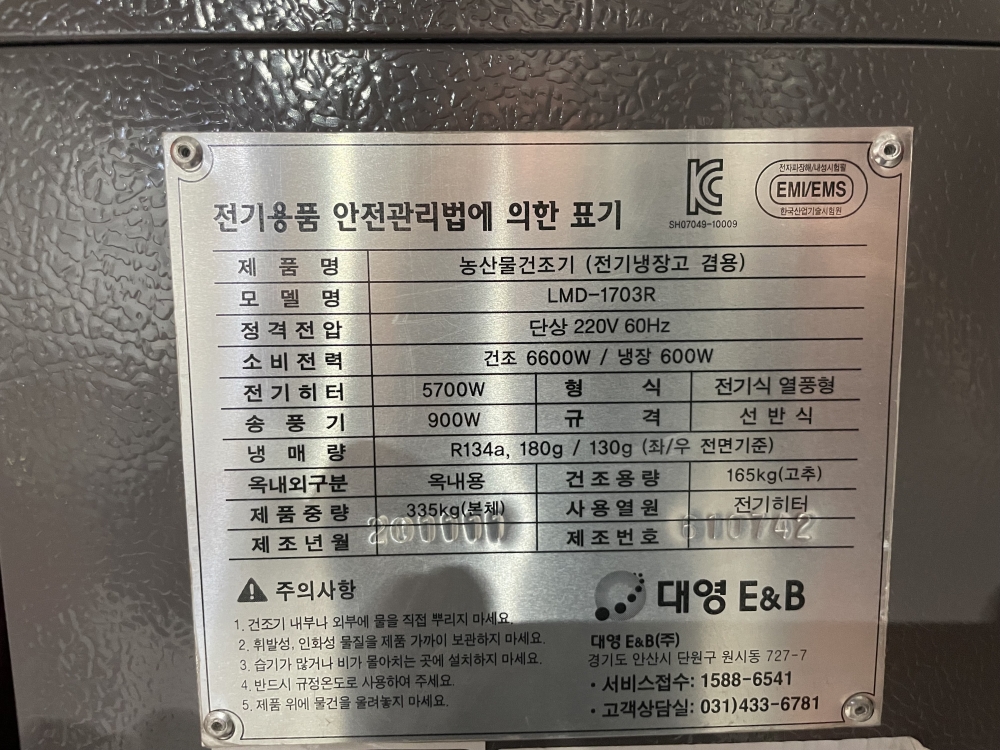 전자파장해/내성시험필
EMI/EMS
한국산업기술시험원
SH07049-10009
전기용품 안전관리법에 의한 표기
제품명 농산물건조기 (전기냉장고 겸용)
모델명 LMD-1703R
정격전압 단상 220V 60Hz
소비전력 건조 6600W / 냉장 600W
전기히터 5700W 형식 전기식 열풍형
송풍기 900W 규격 선반식
냉매량 R134a, 180g / 130g (좌/우 전면기준)
옥내외구분 옥내용 건조용량 165kg(고추)
제품중량 335kg(본체) 사용열원 전기히터
제조년월 제조번호
주의사항
1. 건조기 내부나 외부에 물을 직접 뿌리지 마세요.
2. 휘발성, 인화성 물질을 제품 가까이 보관하지 마세요.
3. 습기가 많거나 비가 몰아치는 곳에 설치하지 마세요.
4. 반드시 규정온도로 사용하여 주세요.
5. 제품 위에 물건을 올려놓지 마세요.
대영 E&B
대영 E&B(주)
경기도 안산시 단원구 원시동 727-7
· 서비스접수: 1588-6541
· 고객상담실: 031)433-6781